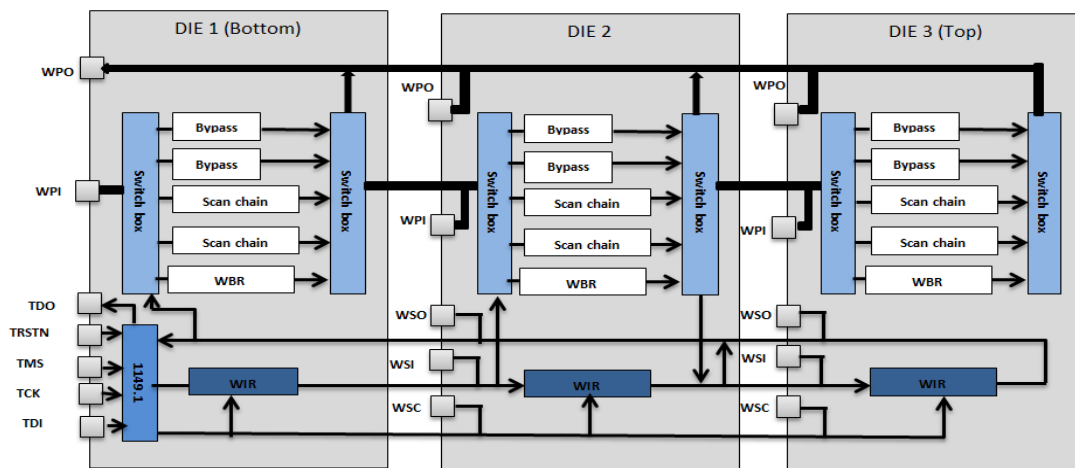 DIE 1 (Bottom)
DIE 2
DIE 3 (Top)
WPO
WPO
WPO
Bypass
Bypass
Scan chain
Scan chain
WBR
Switch box
Switch box
WPI
Bypass
Bypass
Scan chain
Scan chain
WBR
Switch box
Switch box
WPI
Bypass
Bypass
Scan chain
Scan chain
WBR
Switch box
Switch box
WPI
TDO
TRSTN
TMS
TCK
TDI
1149.1
WIR
WSO
WSI
WSC
WIR
WSO
WSI
WSC
WIR